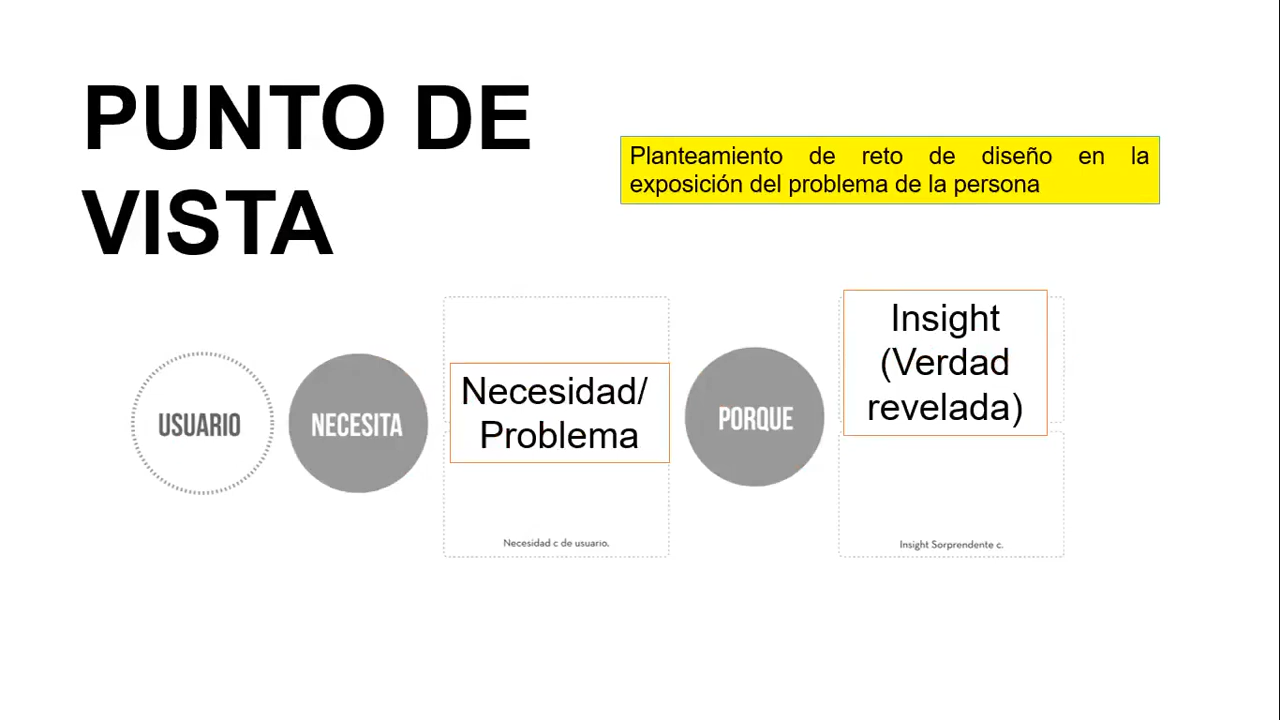 PUNTO DE
VISTA
Planteamiento de reto de diseño en la
exposición del problema de la persona
USUARIO
NECESITA
Necesidad/
Problema
PORQUE
Insight
(Verdad
revelada)
Necesidad c de usuario.
Insight Sorprendente c.